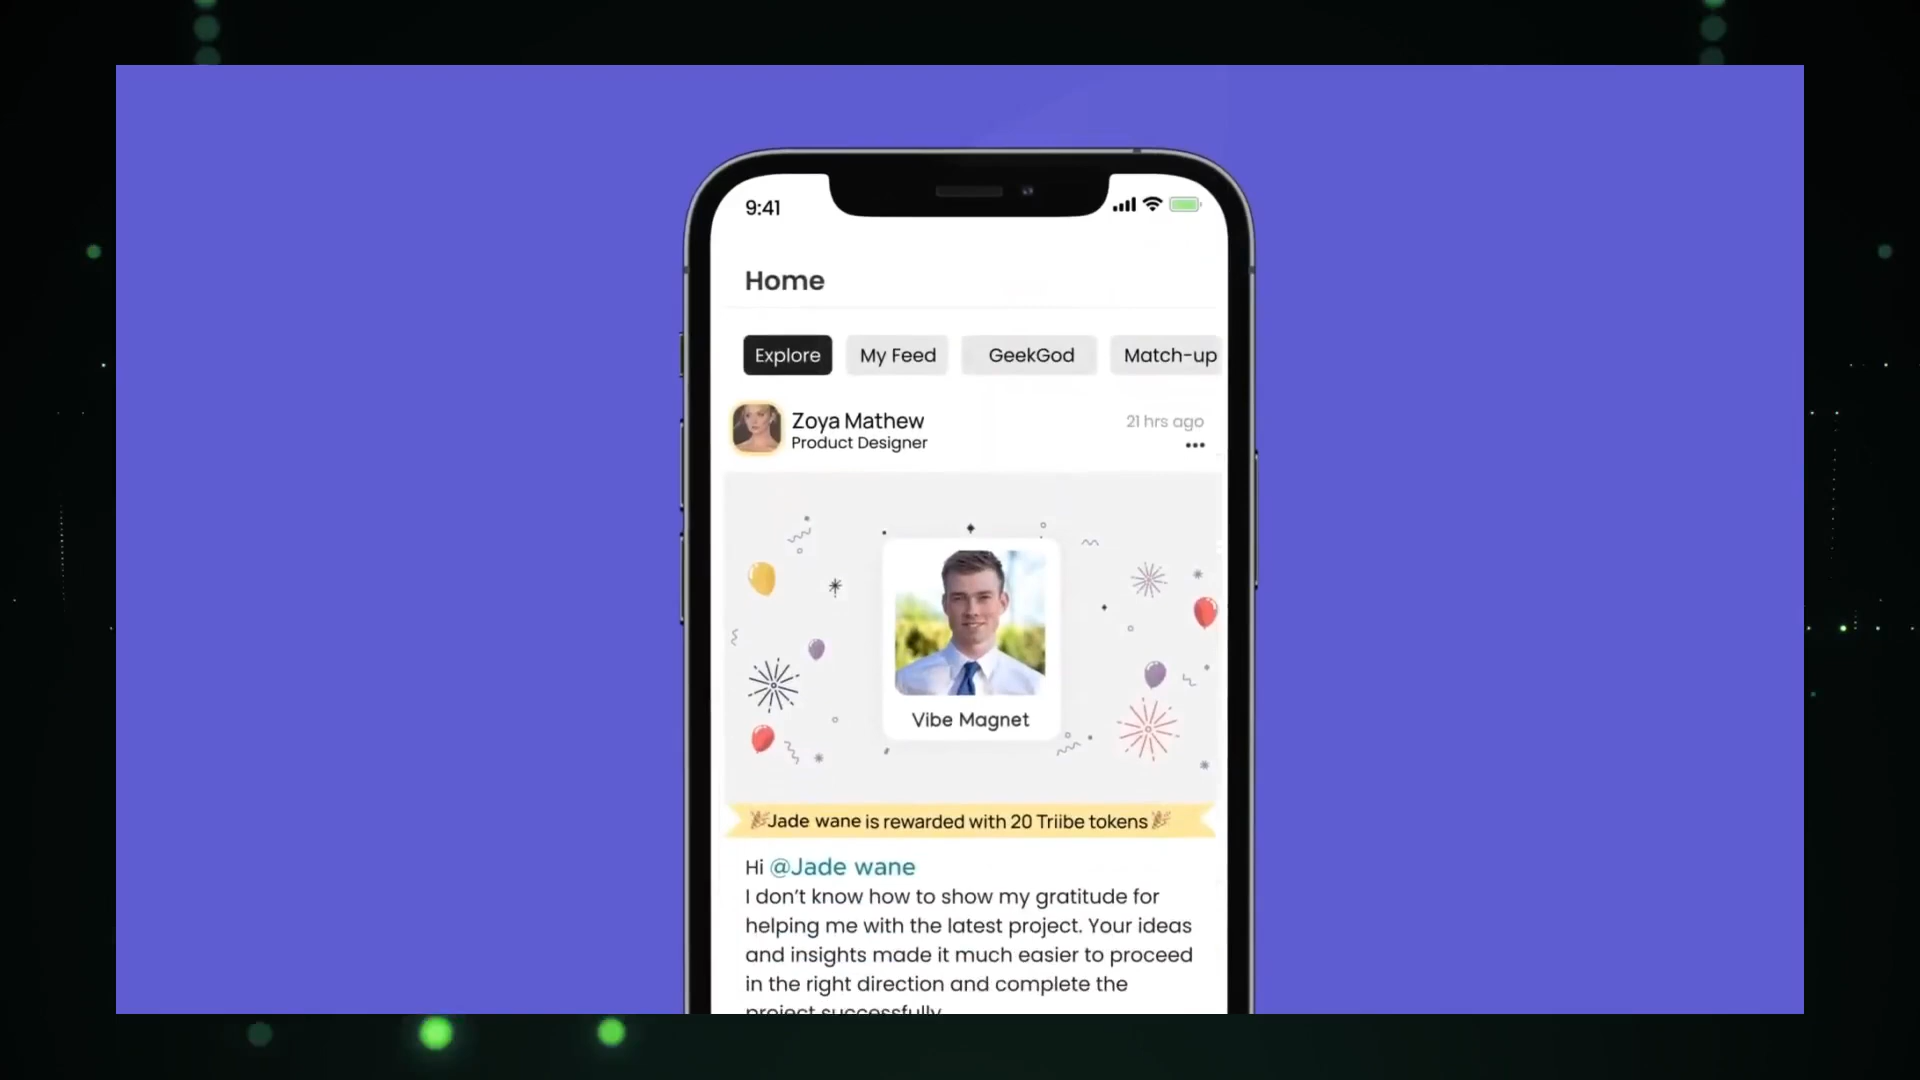 9:41
Home
Explore My Feed GeekGod Match-up
Zoya Mathew 21 hrs ago
Product Designer
Vibe Magnet
Jade wane is rewarded with 20 Triibe tokens
Hi @Jade wane
I don’t know how to show my gratitude for
helping me with the latest project. Your ideas
and insights made it much easier to proceed
in the right direction and complete the
project successfully